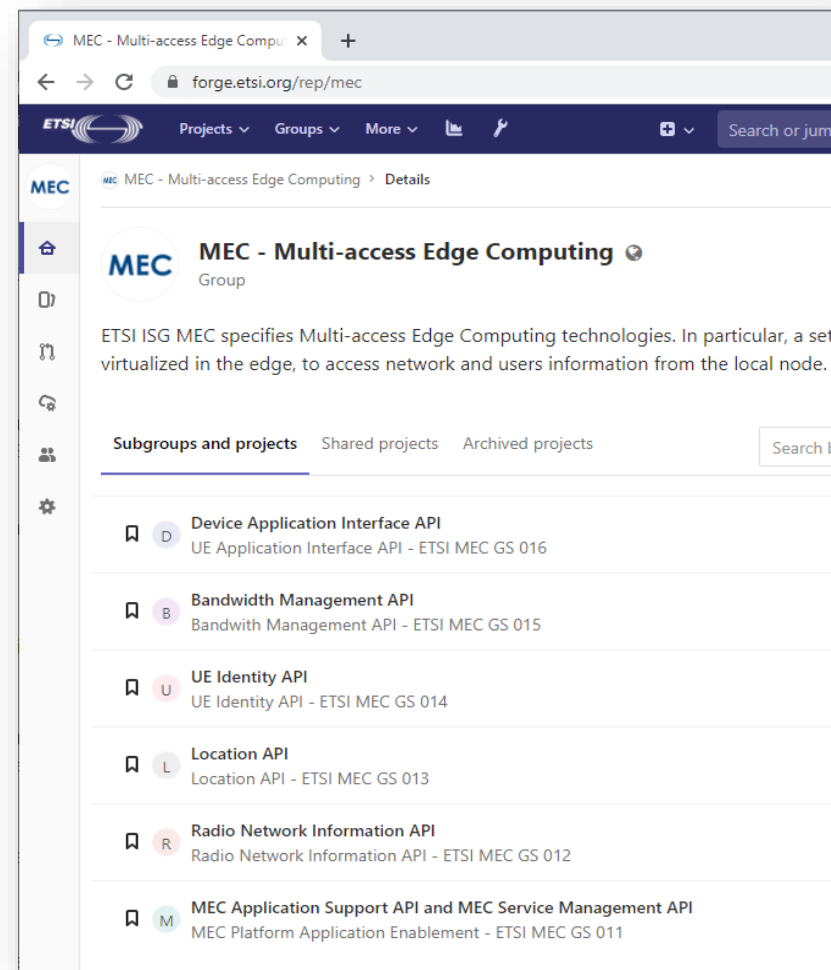 MEC - Multi-access Edge Compu
forge.etsi.org/rep/mec
ETSI Projects Groups More Search or jum
MEC MEC MEC - Multi-access Edge Computing > Details
MEC MEC - Multi-access Edge Computing
Group
ETSI ISG MEC specifies Multi-access Edge Computing technologies. In particular, a set
virtualized in the edge, to access network and users information from the local node.
Subgroups and projects Shared projects Archived projects Search b
D Device Application Interface API
UE Application Interface API - ETSI MEC GS 016
B Bandwidth Management API
Bandwith Management API - ETSI MEC GS 015
U UE Identity API
UE Identity API - ETSI MEC GS 014
L Location API
Location API - ETSI MEC GS 013
R Radio Network Information API
Radio Network Information API - ETSI MEC GS 012
M MEC Application Support API and MEC Service Management API
MEC Platform Application Enablement - ETSI MEC GS 011